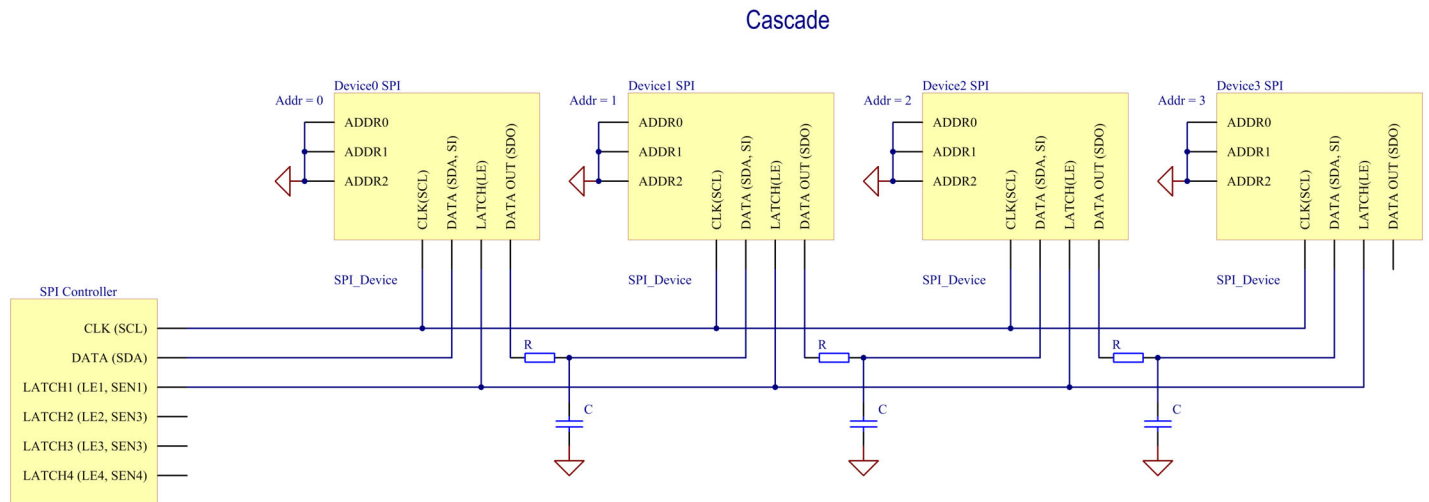 Cascade
Device0 SPI
Addr = 0
ADDR0
ADDR1
ADDR2
CLK(SCL)
DATA (SDA, SI)
LATCH(LE)
DATA OUT (SDO)
SPI_Device
Device1 SPI
Addr = 1
ADDR0
ADDR1
ADDR2
CLK(SCL)
DATA (SDA, SI)
LATCH(LE)
DATA OUT (SDO)
SPI_Device
Device2 SPI
Addr = 2
ADDR0
ADDR1
ADDR2
CLK(SCL)
DATA (SDA, SI)
LATCH(LE)
DATA OUT (SDO)
SPI_Device
Device3 SPI
Addr = 3
ADDR0
ADDR1
ADDR2
CLK(SCL)
DATA (SDA, SI)
LATCH(LE)
DATA OUT (SDO)
SPI_Device
SPI Controller
CLK (SCL)
DATA (SDA)
LATCH1 (LE1, SEN1)
LATCH2 (LE2, SEN3)
LATCH3 (LE3, SEN3)
LATCH4 (LE4, SEN4)
R
C
R
C
R
C